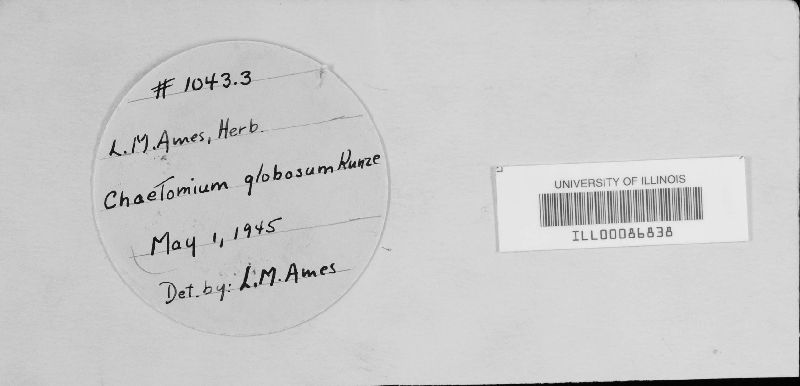 # 1043.3
L.M.Ames, Herb.
Chaetomium globosum Kunze
May 1, 1945
Det. by: L.M. Ames
UNIVERSITY OF ILLINOIS
ILL00086838